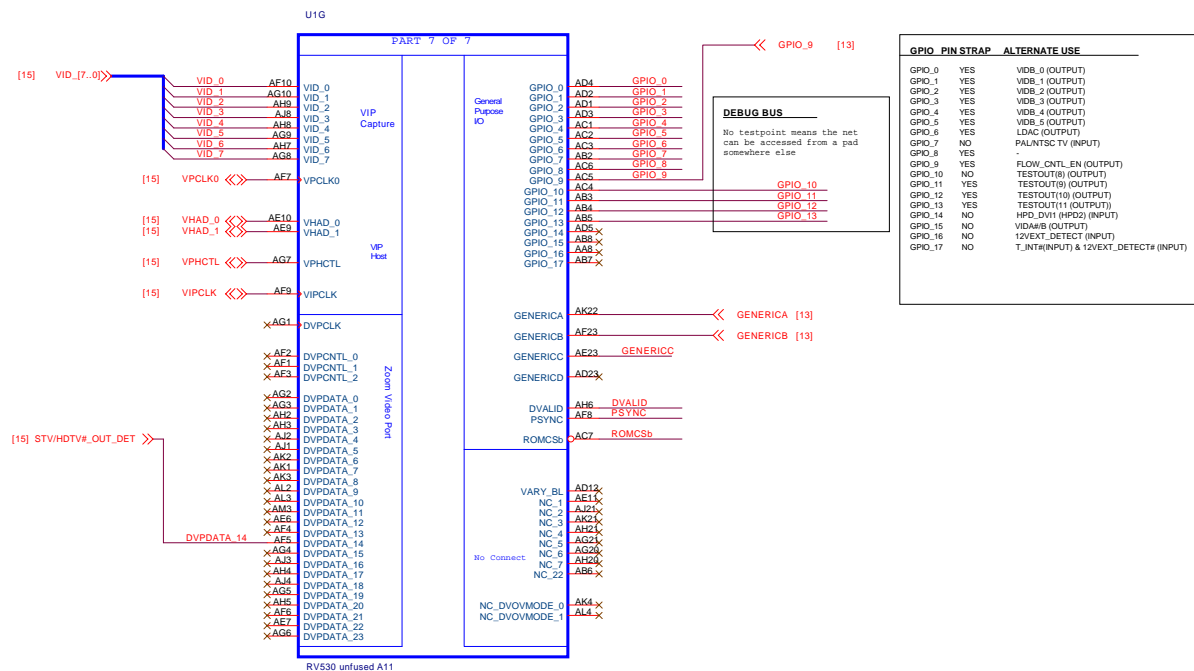 U1G
PART 7 OF 7
[15] VID_[7..0]
VID_0 AF10 VID_0
VID_1 AG10 VID_1
VID_2 AH9 VID_2
VID_3 AJ8 VID_3
VID_4 AH8 VID_4
VID_5 AG9 VID_5
VID_6 AH7 VID_6
VID_7 AG8 VID_7
[15] VPCLK0 AF7 VPCLK0
[15] VHAD_0 AE10 VHAD_0
[15] VHAD_1 AE9 VHAD_1
[15] VPHCTL AG7 VPHCTL
[15] VIPCLK AF9 VIPCLK
AG1 DVPCLK
AF2 DVPCNTL_0
AF1 DVPCNTL_1
AF3 DVPCNTL_2
AG2 DVPDATA_0
AG3 DVPDATA_1
AH2 DVPDATA_2
AH3 DVPDATA_3
AJ2 DVPDATA_4
AJ1 DVPDATA_5
AK2 DVPDATA_6
AK1 DVPDATA_7
AK3 DVPDATA_8
AL2 DVPDATA_9
AL3 DVPDATA_10
AM3 DVPDATA_11
AE6 DVPDATA_12
AF4 DVPDATA_13
[15] STV/HDTV#_OUT_DET
DVPDATA_14 AF5 DVPDATA_14
AG4 DVPDATA_15
AJ3 DVPDATA_16
AH4 DVPDATA_17
AJ4 DVPDATA_18
AG5 DVPDATA_19
AH5 DVPDATA_20
AF6 DVPDATA_21
AE7 DVPDATA_22
AG6 DVPDATA_23
VIP
Capture
VIP
Host
Zoom Video Port
General
Purpose
I/O
No Connect
GPIO_0 AD4 GPIO_0
GPIO_1 AD2 GPIO_1
GPIO_2 AD1 GPIO_2
GPIO_3 AD3 GPIO_3
GPIO_4 AC1 GPIO_4
GPIO_5 AC2 GPIO_5
GPIO_6 AC3 GPIO_6
GPIO_7 AB2 GPIO_7
GPIO_8 AC6 GPIO_8
GPIO_9 AC5 GPIO_9
GPIO_10 AC4 GPIO_10
GPIO_11 AB3 GPIO_11
GPIO_12 AB4 GPIO_12
GPIO_13 AB5 GPIO_13
GPIO_14 AD5
GPIO_15 AB8
GPIO_16 AA8
GPIO_17 AB7
GPIO_9 [13]
GENERICA AK22 GENERICA [13]
GENERICB AF23 GENERICB [13]
GENERICC AE23 GENERICC
GENERICD AD23
DVALID AH6 DVALID
PSYNC AF8 PSYNC
ROMCSb AC7 ROMCSb
VARY_BL AD12
NC_1 AE11
NC_2 AJ21
NC_3 AK21
NC_4 AH21
NC_5 AG21
NC_6 AG20
NC_7 AH20
NC_22 AB6
NC_DVOVMODE_0 AK4
NC_DVOVMODE_1 AL4
RV530 unfused A11
DEBUG BUS
No testpoint means the net
can be accessed from a pad
somewhere else
GPIO PIN STRAP ALTERNATE USE
GPIO_0 YES VIDB_0 (OUTPUT)
GPIO_1 YES VIDB_1 (OUTPUT)
GPIO_2 YES VIDB_2 (OUTPUT)
GPIO_3 YES VIDB_3 (OUTPUT)
GPIO_4 YES VIDB_4 (OUTPUT)
GPIO_5 YES VIDB_5 (OUTPUT)
GPIO_6 YES LDAC (OUTPUT)
GPIO_7 NO PAL/NTSC TV (INPUT)
GPIO_8 YES -
GPIO_9 YES FLOW_CNTL_EN (OUTPUT)
GPIO_10 NO TESTOUT(8) (OUTPUT)
GPIO_11 YES TESTOUT(9) (OUTPUT)
GPIO_12 YES TESTOUT(10) (OUTPUT)
GPIO_13 YES TESTOUT(11 (OUTPUT))
GPIO_14 NO HPD_DVI1 (HPD2) (INPUT)
GPIO_15 NO VIDA#/B (OUTPUT)
GPIO_16 NO 12VEXT_DETECT (INPUT)
GPIO_17 NO T_INT#(INPUT) & 12VEXT_DETECT# (INPUT)